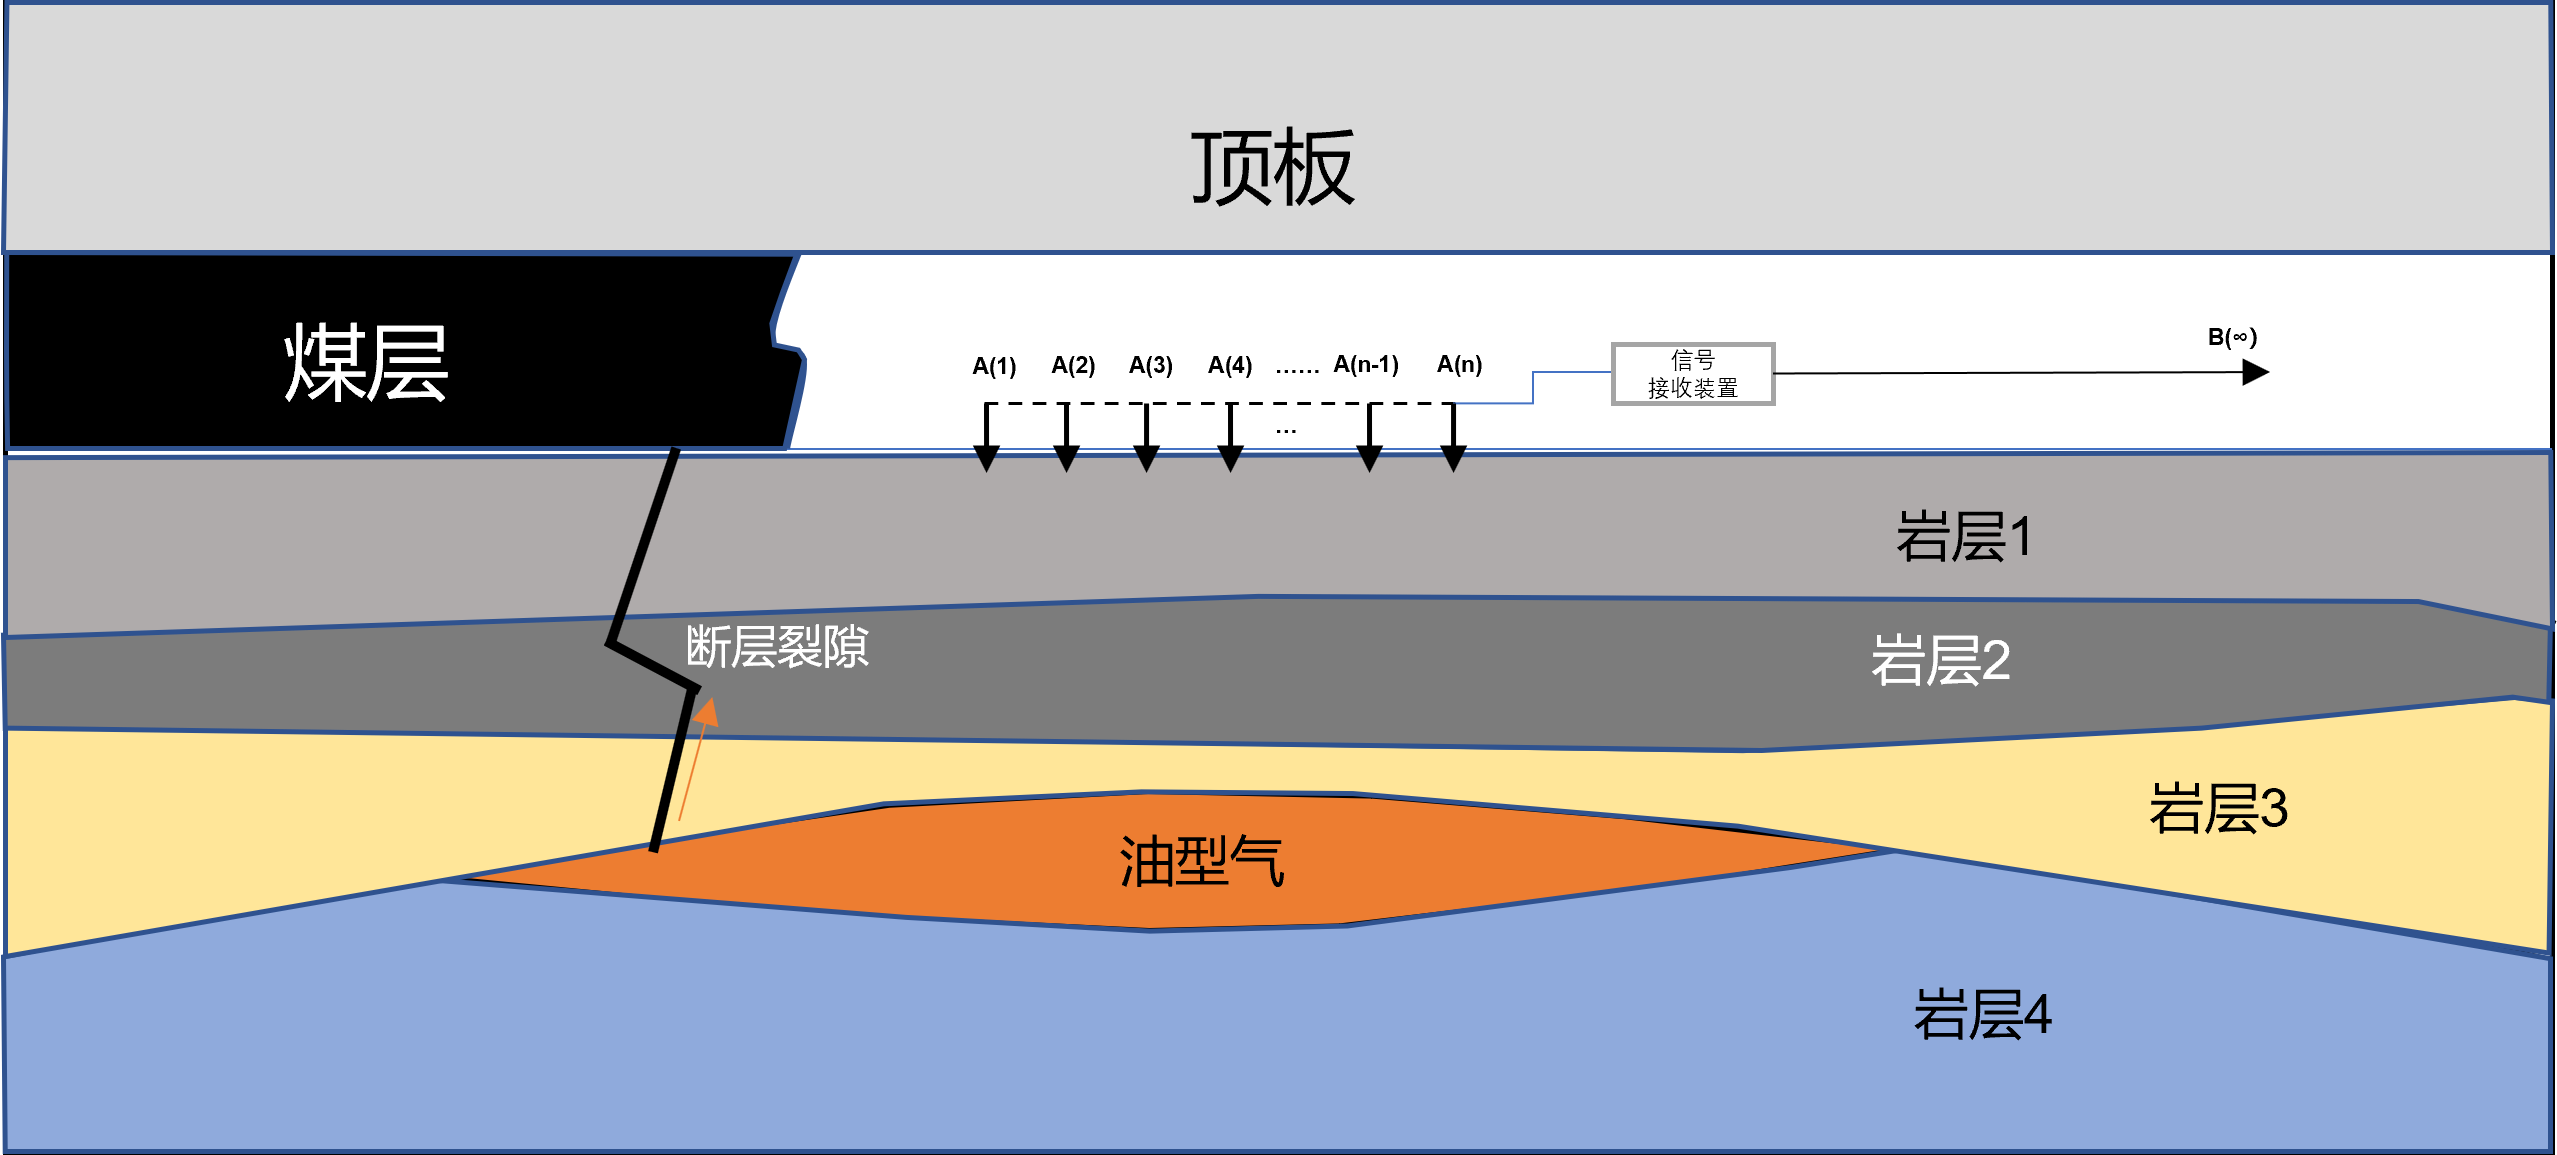 顶板
煤层
A(1) A(2) A(3) A(4) ...... A(n-1) A(n)
...
信号
接收装置
B(∞)
岩层1
断层裂隙
岩层2
岩层3
油型气
岩层4